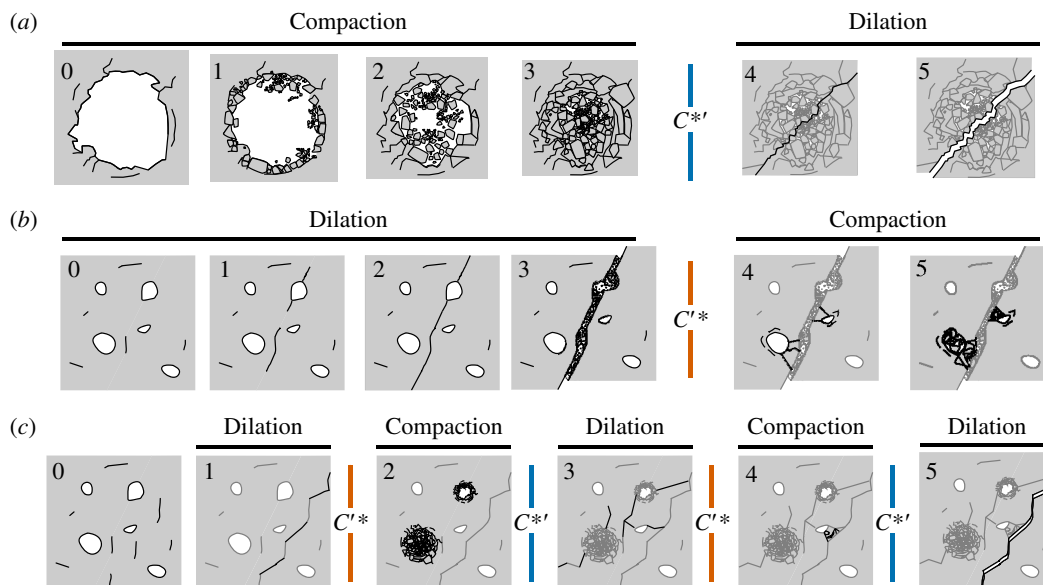 (a) Compaction Dilation
0 1 2 3 C*′ 4 5
(b) Dilation Compaction
0 1 2 3 C′* 4 5
(c) Dilation Compaction Dilation Compaction Dilation
0 1 C′* 2 C*′ 3 C′* 4 C*′ 5